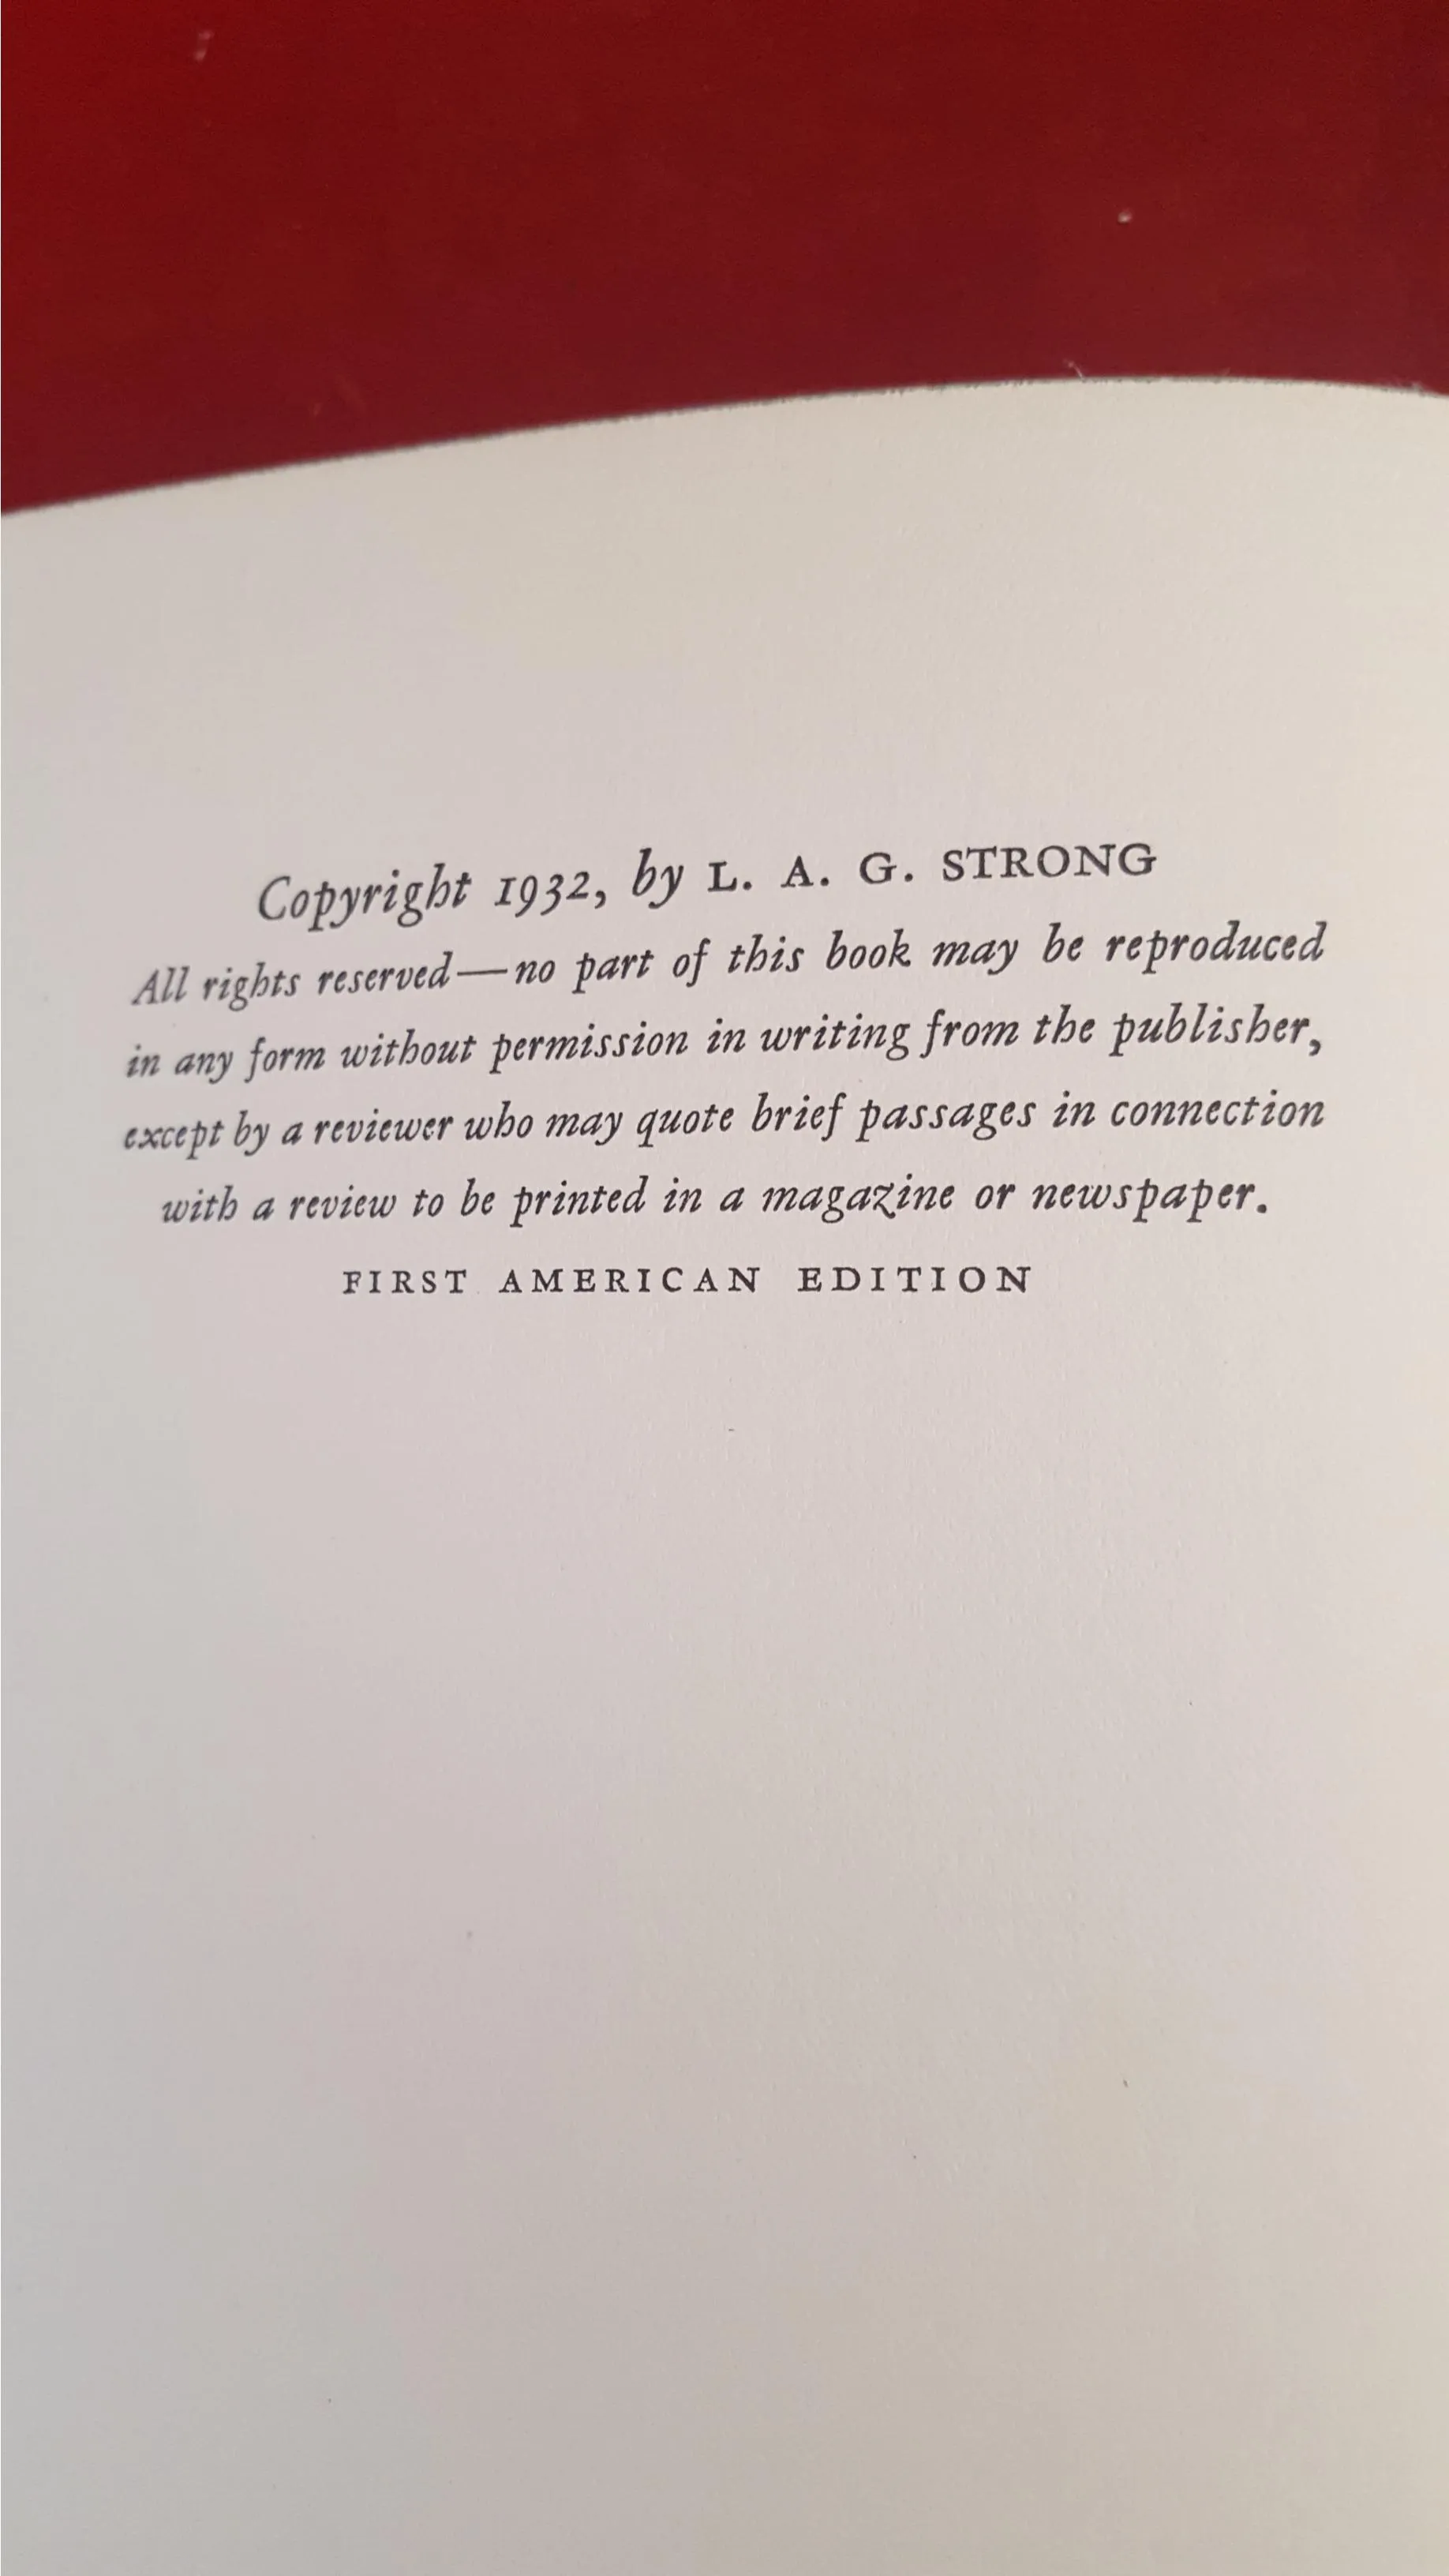 Copyright 1932, by L. A. G. STRONG
All rights reserved—no part of this book may be reproduced
in any form without permission in writing from the publisher,
except by a reviewer who may quote brief passages in connection
with a review to be printed in a magazine or newspaper.
FIRST AMERICAN EDITION